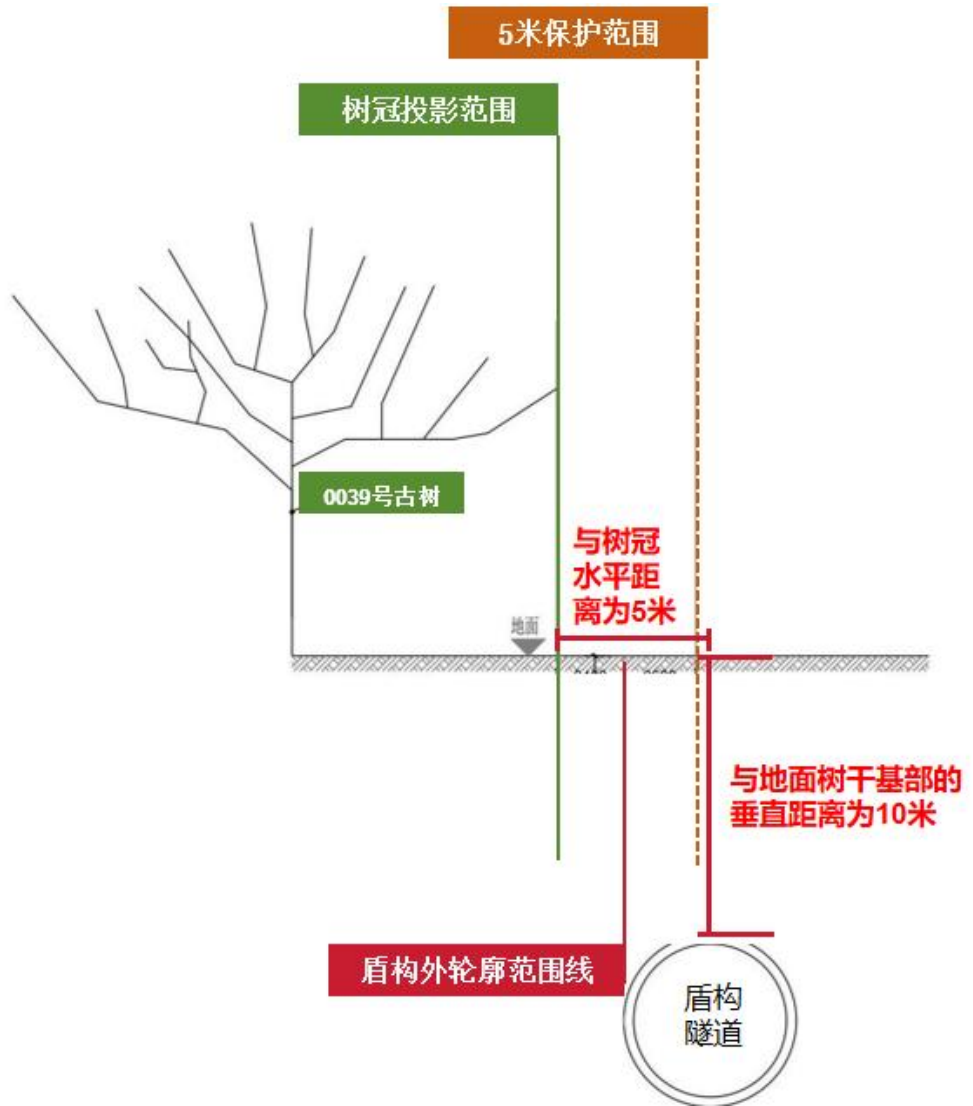 5米保护范围
树冠投影范围
0039号古树
与树冠
水平距
离为5米
地面
与地面树干基部的
垂直距离为10米
盾构外轮廓范围线
盾构
隧道